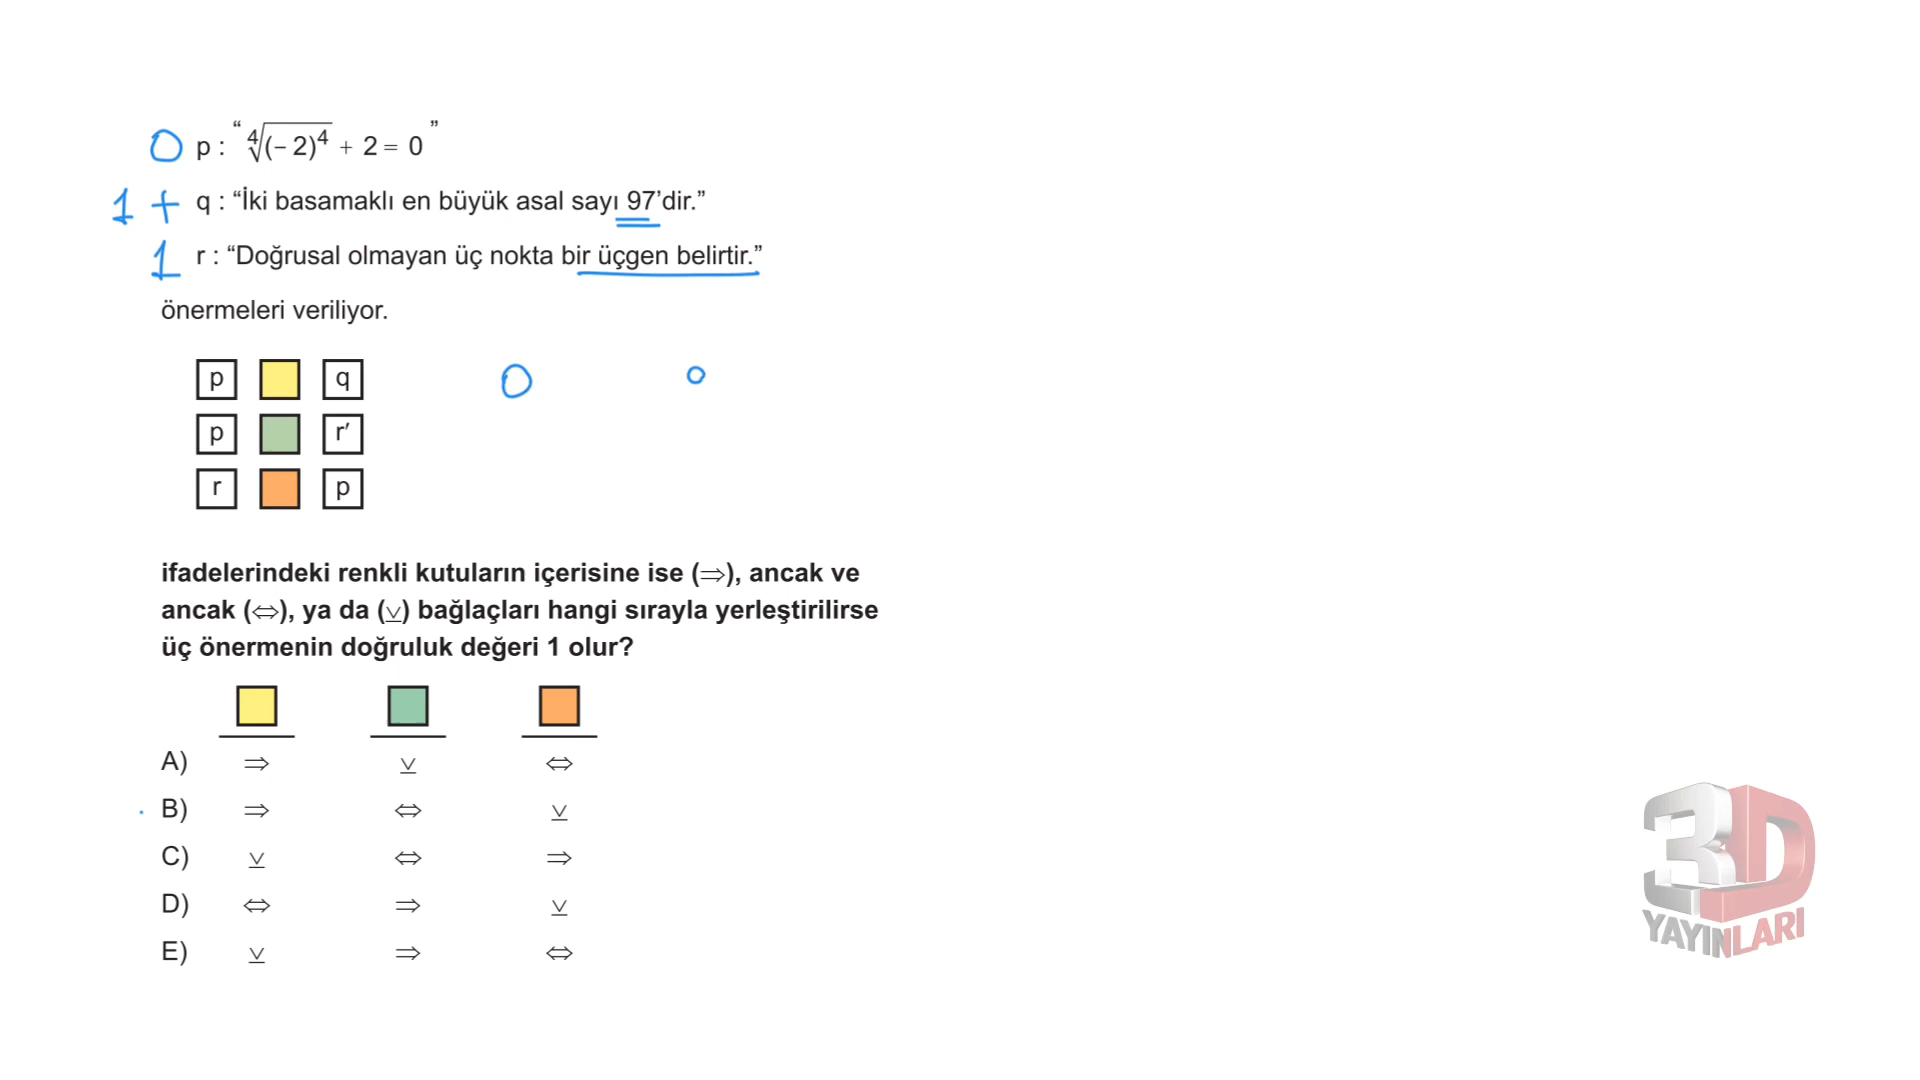 0 p : “ ∜(– 2)⁴ + 2 = 0 ”
1 + q : “İki basamaklı en büyük asal sayı 97’dir.”
1 r : “Doğrusal olmayan üç nokta bir üçgen belirtir.”
önermeleri veriliyor.
p q 0 0
p r′
r p
ifadelerindeki renkli kutuların içerisine ise (⇒), ancak ve
ancak (⇔), ya da (⊻) bağlaçları hangi sırayla yerleştirilirse
üç önermenin doğruluk değeri 1 olur?
A) ⇒ ⊻ ⇔
B) ⇒ ⇔ ⊻
C) ⊻ ⇔ ⇒
D) ⇔ ⇒ ⊻
E) ⊻ ⇒ ⇔
3D
YAYINLARI